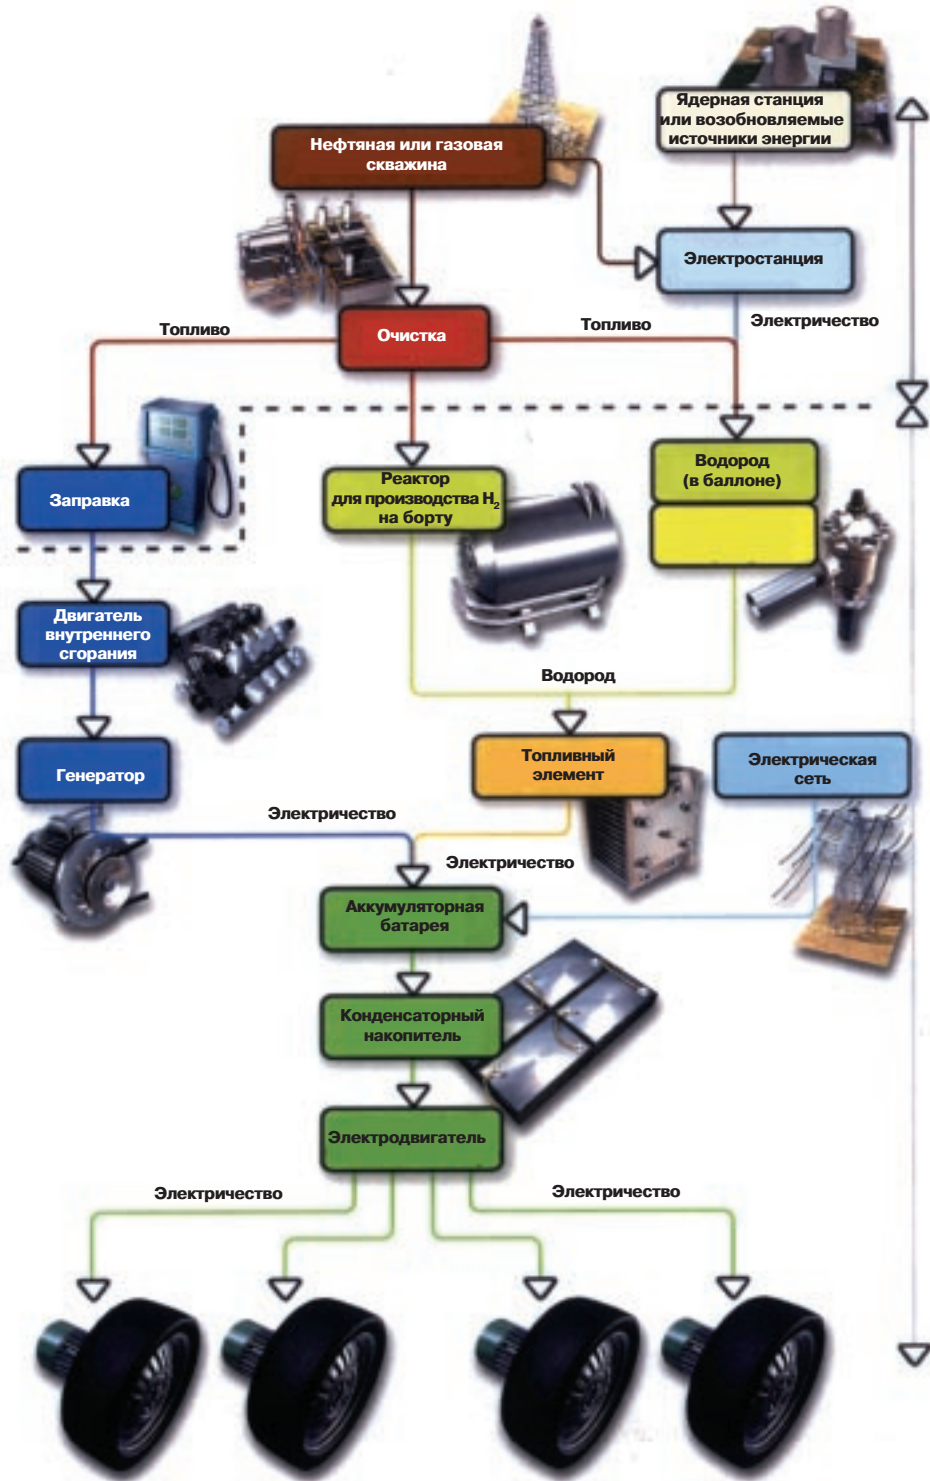 Ядерная станция
или возобновляемые
источники энергии
Нефтяная или газовая
скважина
Электростанция
Электричество
Топливо
Топливо
Очистка
Заправка
Реактор
для производства H₂
на борту
Водород
(в баллоне)
Двигатель
внутреннего
сгорания
Водород
Генератор
Топливный
элемент
Электрическая
сеть
Электричество
Электричество
Аккумуляторная
батарея
Конденсаторный
накопитель
Электродвигатель
Электричество
Электричество